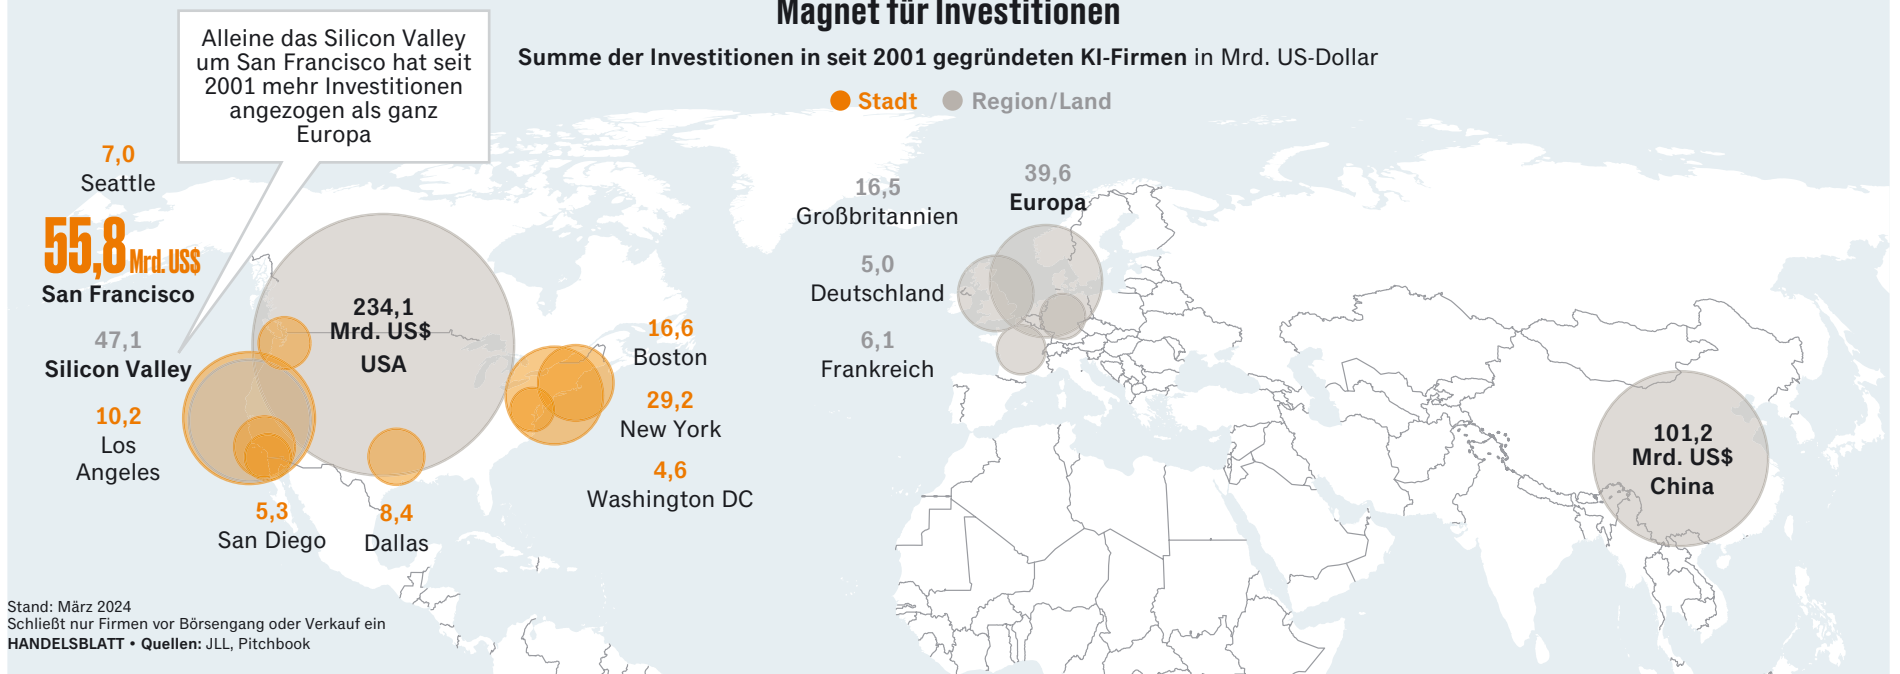 Magnet für Investitionen
Summe der Investitionen in seit 2001 gegründeten KI-Firmen in Mrd. US-Dollar
Stadt
Region/Land
Alleine das Silicon Valley
um San Francisco hat seit
2001 mehr Investitionen
angezogen als ganz
Europa
7,0
Seattle
55,8 Mrd. US$
San Francisco
47,1
Silicon Valley
10,2
Los
Angeles
5,3
San Diego
8,4
Dallas
234,1
Mrd. US$
USA
16,6
Boston
29,2
New York
4,6
Washington DC
16,5
Großbritannien
39,6
Europa
5,0
Deutschland
6,1
Frankreich
101,2
Mrd. US$
China
Stand: März 2024
Schließt nur Firmen vor Börsengang oder Verkauf ein
HANDELSBLATT • Quellen: JLL, Pitchbook